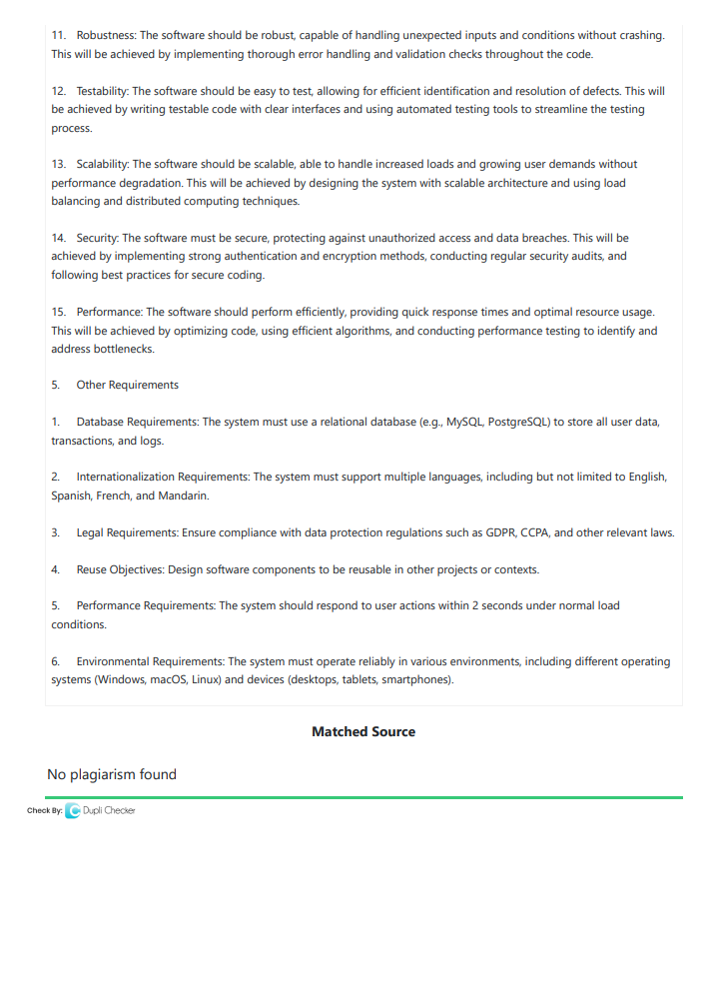 11. Robustness: The software should be robust, capable of handling unexpected inputs and conditions without crashing.
This will be achieved by implementing thorough error handling and validation checks throughout the code.
12. Testability: The software should be easy to test, allowing for efficient identification and resolution of defects. This will
be achieved by writing testable code with clear interfaces and using automated testing tools to streamline the testing
process.
13. Scalability: The software should be scalable, able to handle increased loads and growing user demands without
performance degradation. This will be achieved by designing the system with scalable architecture and using load
balancing and distributed computing techniques.
14. Security: The software must be secure, protecting against unauthorized access and data breaches. This will be
achieved by implementing strong authentication and encryption methods, conducting regular security audits, and
following best practices for secure coding.
15. Performance: The software should perform efficiently, providing quick response times and optimal resource usage.
This will be achieved by optimizing code, using efficient algorithms, and conducting performance testing to identify and
address bottlenecks.
5. Other Requirements
1. Database Requirements: The system must use a relational database (e.g., MySQL, PostgreSQL) to store all user data,
transactions, and logs.
2. Internationalization Requirements: The system must support multiple languages, including but not limited to English,
Spanish, French, and Mandarin.
3. Legal Requirements: Ensure compliance with data protection regulations such as GDPR, CCPA, and other relevant laws.
4. Reuse Objectives: Design software components to be reusable in other projects or contexts.
5. Performance Requirements: The system should respond to user actions within 2 seconds under normal load
conditions.
6. Environmental Requirements: The system must operate reliably in various environments, including different operating
systems (Windows, macOS, Linux) and devices (desktops, tablets, smartphones).
Matched Source
No plagiarism found
Check By: Dupli Checker